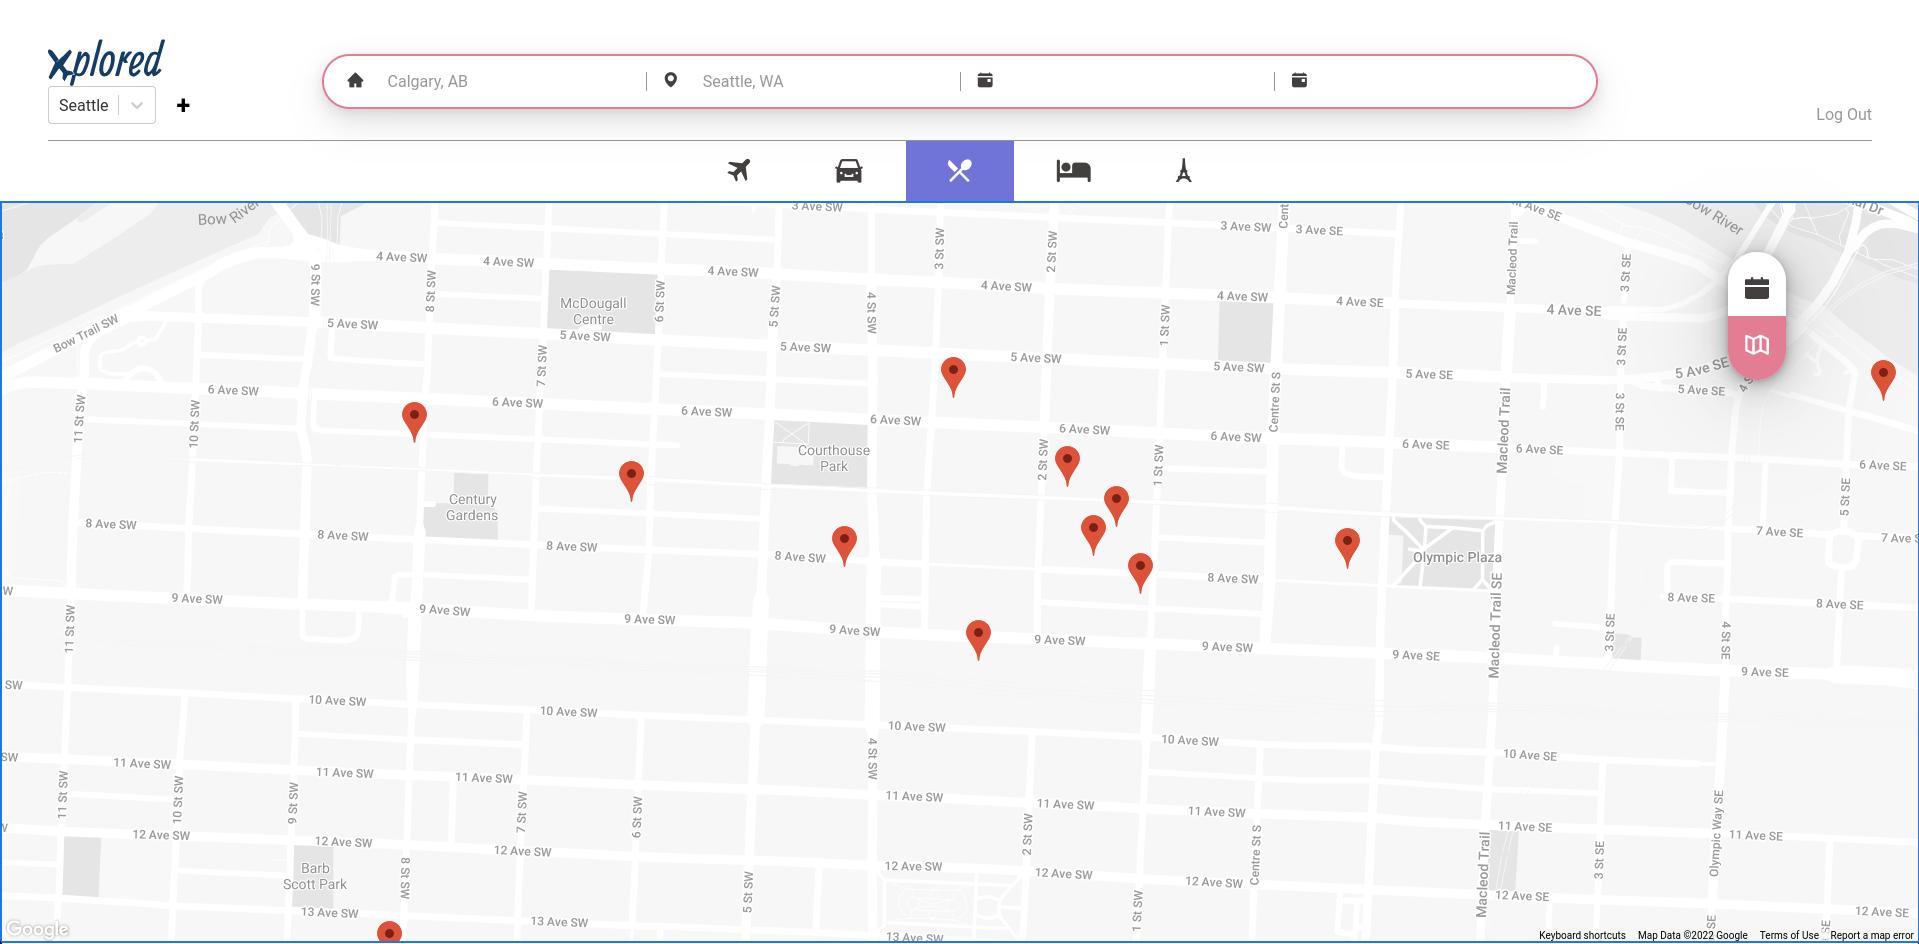 xplored
Calgary, AB
Seattle, WA
Seattle
+
Log Out
Bow River
3 Ave SW
3 St SW
2 St SW
3 Ave SW
Cent
3 Ave SE
Ave SE
Macleod Trail
Bow River
al Dr
4 Ave SW
4 Ave SW
4 Ave SW
4 Ave SW
4 Ave SW
4 Ave SE
4 Ave SE
9 St SW
8 St SW
6 St SW
5 St SW
4 St SW
1 St SW
3 St SE
McDougall
Centre
Bow Trail SW
5 Ave SW
5 Ave SW
5 Ave SW
5 Ave SW
5 Ave SW
5 Ave SE
5 Ave SE
5 Ave SE
3 St SE
7 St SW
6 Ave SW
6 Ave SW
6 Ave SW
6 Ave SW
6 Ave SW
6 Ave SW
6 Ave SE
6 Ave SE
6 Ave SE
11 St SW
10 St SW
Centre St S
Macleod Trail
3 St SE
Courthouse
Park
2 St SW
1 St SW
5 St SE
Century
Gardens
8 Ave SW
8 Ave SW
8 Ave SW
8 Ave SW
8 Ave SW
7 Ave SE
7 Ave S
Olympic Plaza
8 Ave SE
8 Ave SE
W
9 Ave SW
9 Ave SW
9 Ave SW
9 Ave SW
9 Ave SW
9 Ave SW
9 Ave SE
9 Ave SE
11 St SW
Macleod Trail SE
3 St SE
4 St SE
SW
10 Ave SW
10 Ave SW
10 Ave SW
10 Ave SW
10 Ave SE
SW
11 Ave SW
11 Ave SW
11 Ave SW
11 Ave SW
11 Ave SW
11 Ave SW
11 Ave SE
11 Ave SE
4 St SW
11 St SW
10 St SW
9 St SW
7 St SW
6 St SW
2 St SW
Centre St S
Macleod Trail
3 St SE
Olympic Way SE
12 Ave SW
12 Ave SW
12 Ave SW
12 Ave SW
12 Ave SW
12 Ave SW
12 Ave SE
12 Ave SE
Barb
Scott Park
8 St SW
5 St SW
1 St SW
SE
SE
13 Ave SW
13 Ave SW
13 Ave SW
Google
Keyboard shortcuts
Map Data ©2022 Google
Terms of Use
Report a map error